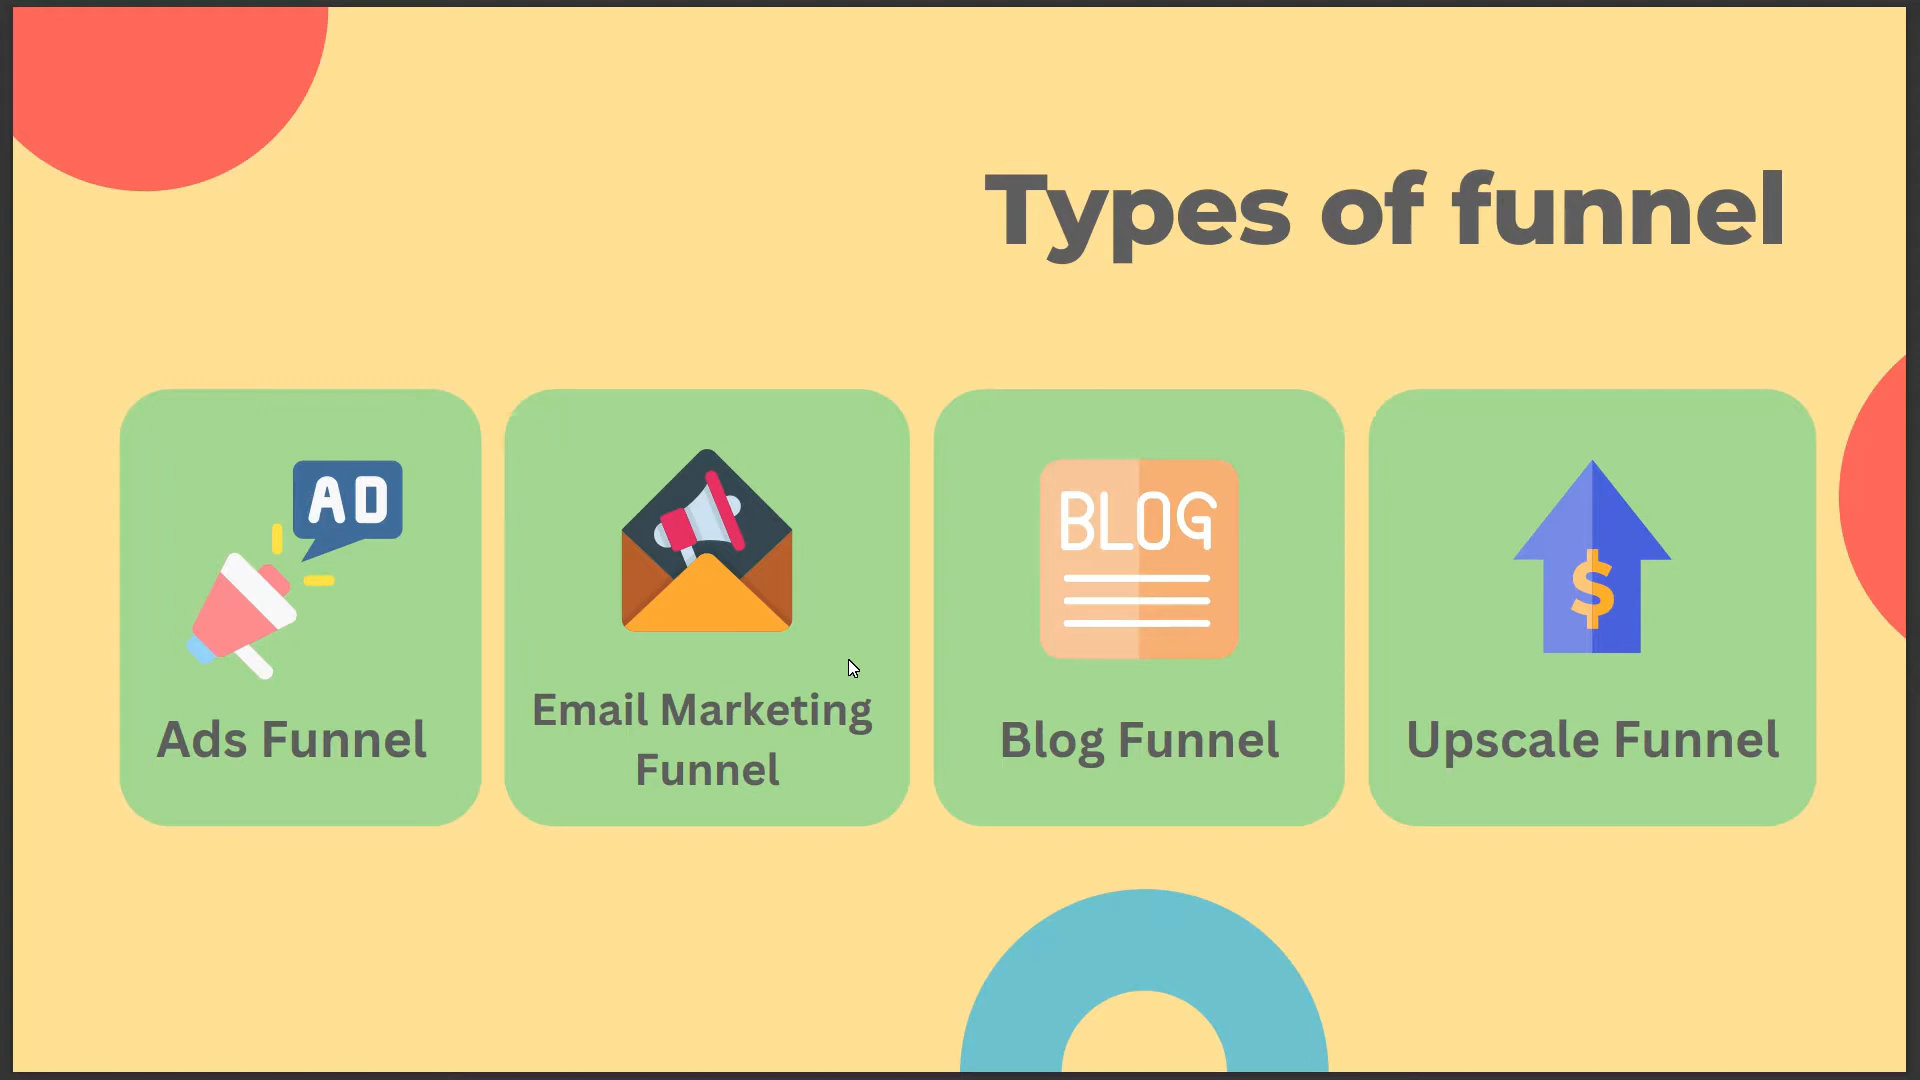 Types of funnel
AD
Ads Funnel
Email Marketing
Funnel
BLOG
Blog Funnel
$
Upscale Funnel